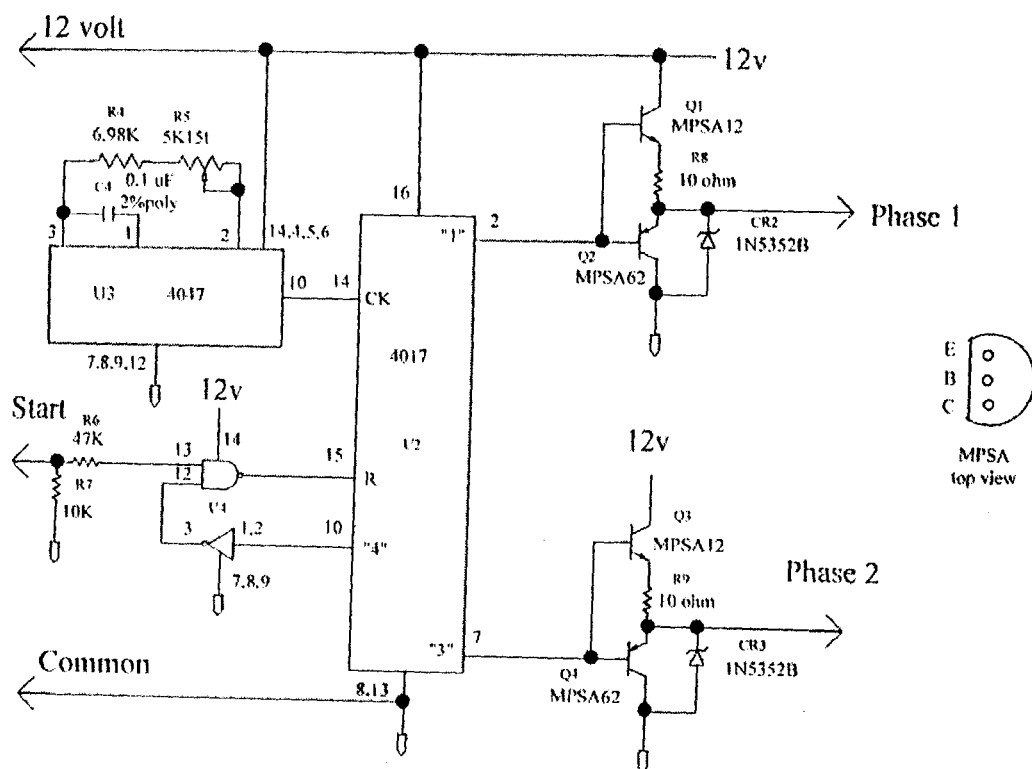 12 volt
12v
R4
6.98K
R5
5K15t
C4
0.1 uF
2%poly
3
1
2
14,4,5,6
U3 4047
10
7,8,9,12
16
"1"
2
14
CK
4017
U2
Q1
MPSA12
R8
10 ohm
Q2
MPSA62
CR2
1N5352B
Phase 1
E
B
C
MPSA
top view
Start
R6
47K
R7
10K
12v
14
13
12
15
R
3
1,2
10
"4"
7,8,9
"3"
7
8,13
Common
12v
Q3
MPSA12
R9
10 ohm
Q4
MPSA62
CR3
1N5352B
Phase 2